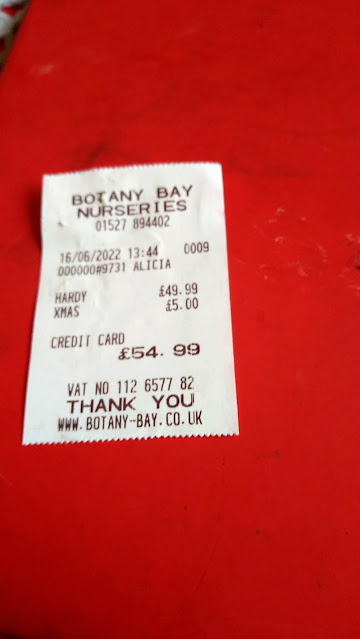 BOTANY BAY
NURSERIES
01527 894402
16/06/2022 13:44 0009
000000#9731 ALICIA
HARDY £49.99
XMAS £5.00
CREDIT CARD
£54.99
VAT NO 112 6577 82
THANK YOU
WWW.BOTANY-BAY.CO.UK